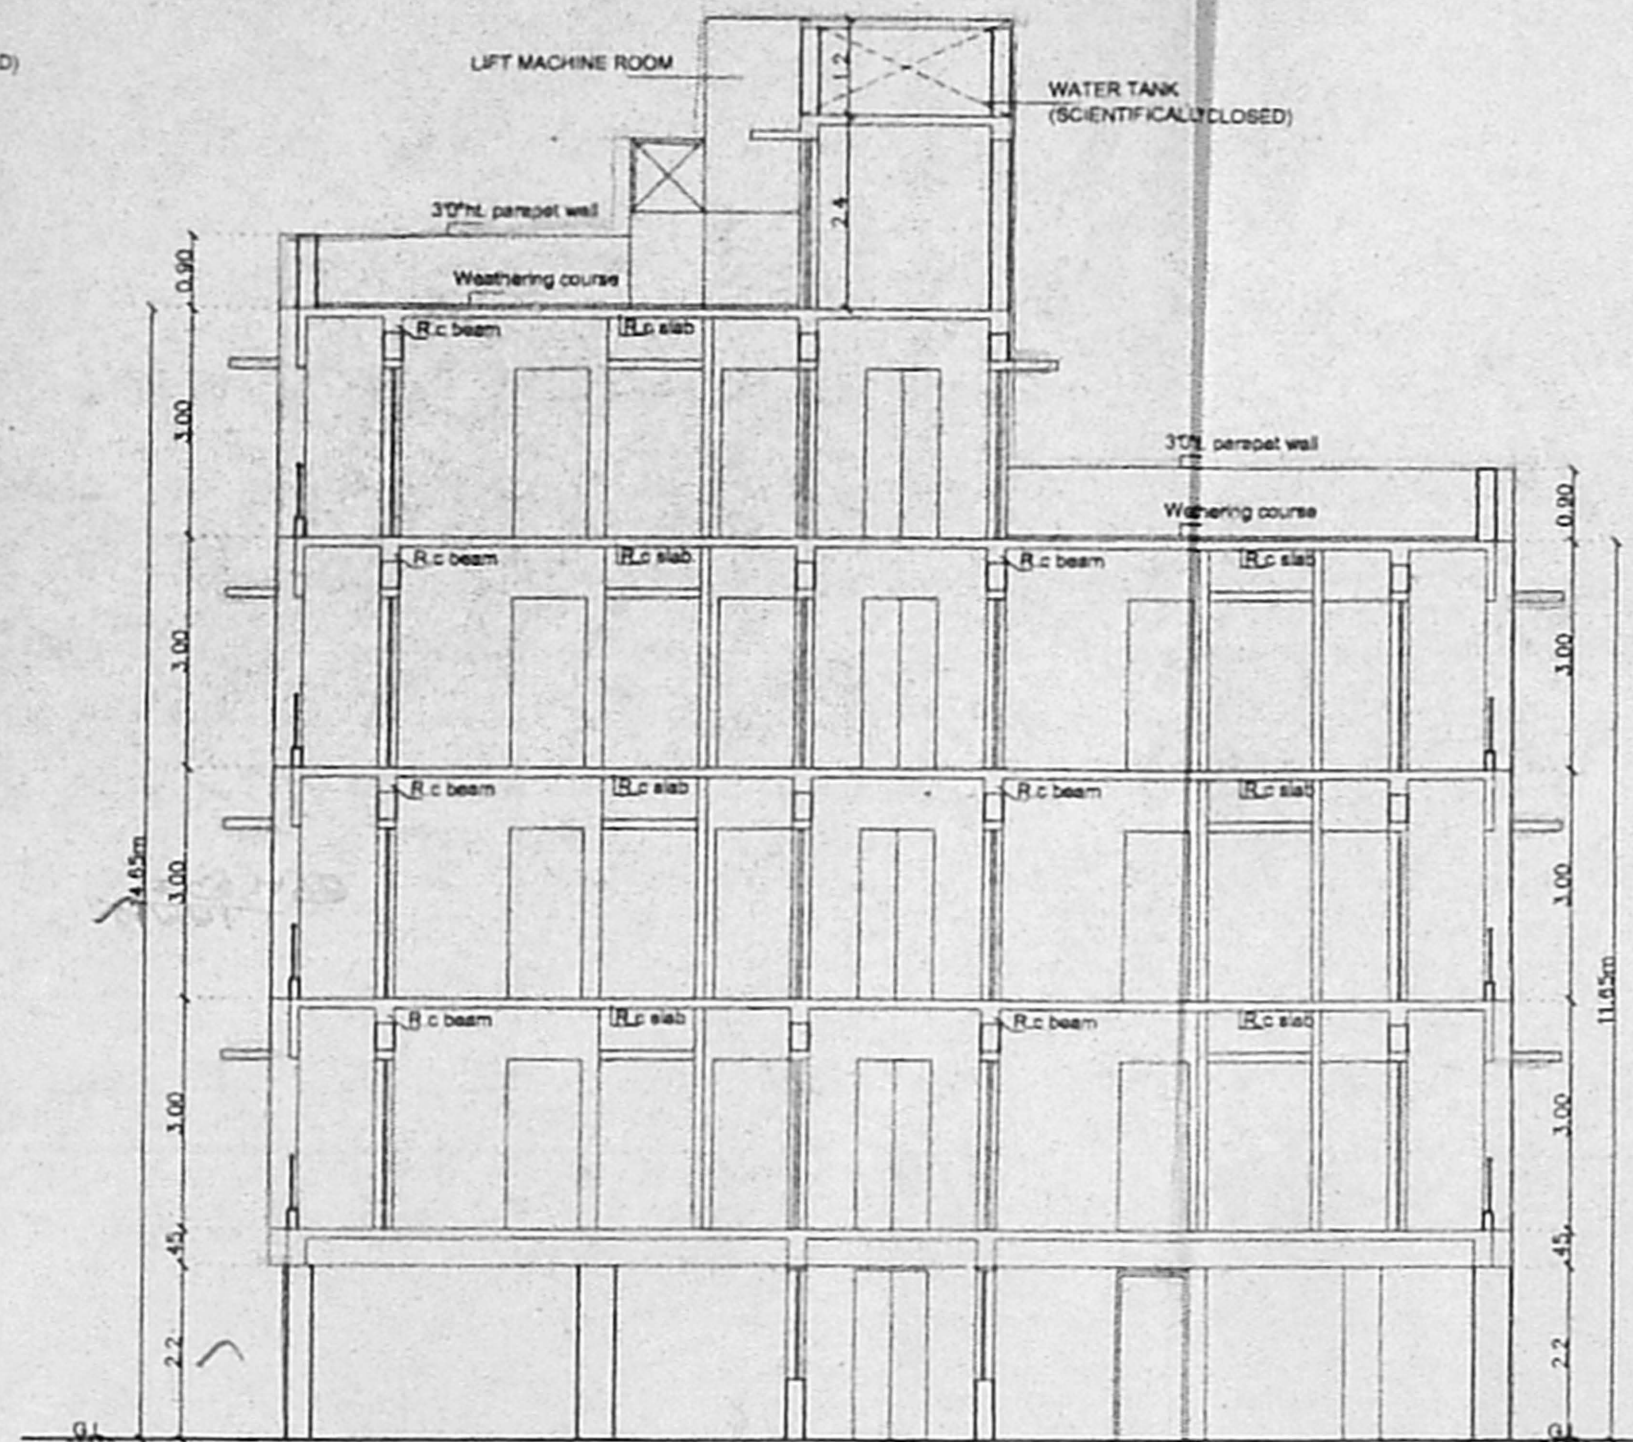 D)
LIFT MACHINE ROOM
1.2
WATER TANK
(SCIENTIFICALLY CLOSED)
2.4
3'0"ht. parapet wall
0.90
Weathering course
R.c beam
R.c slab
3.00
3'0" parapet wall
0.90
Weathering course
R.c beam
R.c slab
R.c beam
R.c slab
3.00
3.00
R.c beam
R.c slab
R.c beam
R.c slab
14.65m
3.00
3.00
11.65m
R.c beam
R.c slab
R.c beam
R.c slab
3.00
3.00
.45
.45
2.2
2.2
G.L